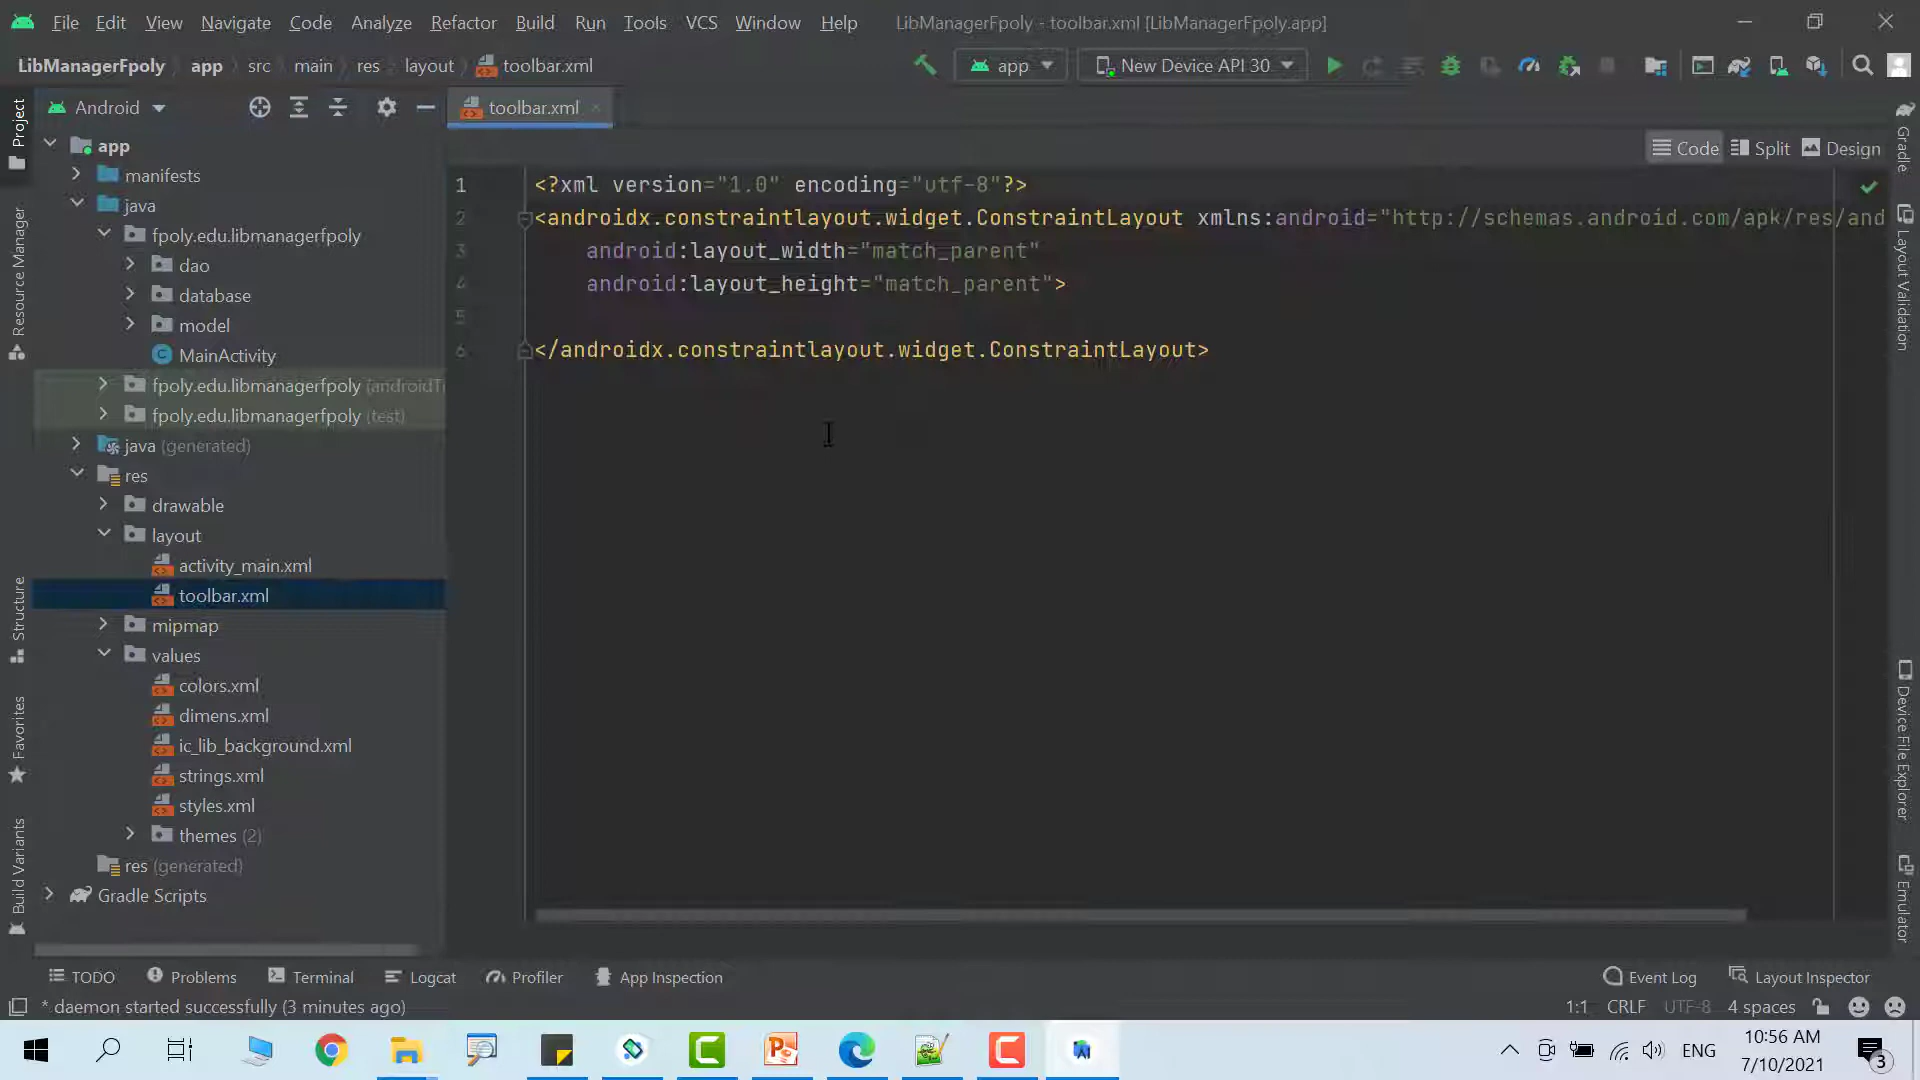 File Edit View Navigate Code Analyze Refactor Build Run Tools VCS Window Help LibManagerFpoly - toolbar.xml [LibManagerFpoly.app]
LibManagerFpoly app src main res layout toolbar.xml app New Device API 30
Android toolbar.xml
Code Split Design
Project
Resource Manager
Structure
Favorites
Build Variants
app
manifests
java
fpoly.edu.libmanagerfpoly
dao
database
model
MainActivity
fpoly.edu.libmanagerfpoly (androidT
fpoly.edu.libmanagerfpoly (test)
java (generated)
res
drawable
layout
activity_main.xml
toolbar.xml
mipmap
values
colors.xml
dimens.xml
ic_lib_background.xml
strings.xml
styles.xml
themes (2)
res (generated)
Gradle Scripts
1 <?xml version="1.0" encoding="utf-8"?>
2 <androidx.constraintlayout.widget.ConstraintLayout xmlns:android="http://schemas.android.com/apk/res/and
3 android:layout_width="match_parent"
4 android:layout_height="match_parent">
5
6 </androidx.constraintlayout.widget.ConstraintLayout>
Gradle
Layout Validation
Device File Explorer
Emulator
TODO Problems Terminal Logcat Profiler App Inspection Event Log Layout Inspector
* daemon started successfully (3 minutes ago) 1:1 CRLF UTF-8 4 spaces
ENG 10:56 AM
7/10/2021 3